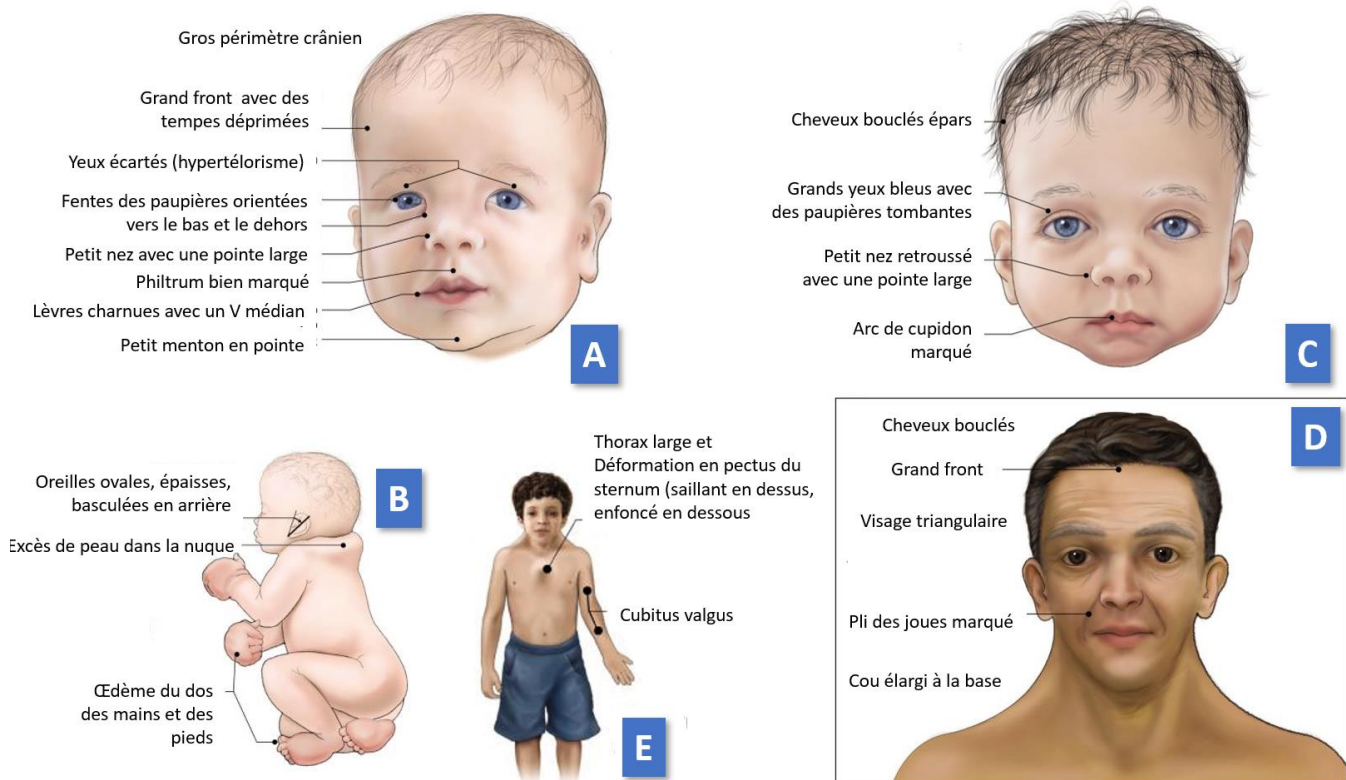 Gros périmètre crânien
Grand front avec des
tempes déprimées
Yeux écartés (hypertélorisme)
Fentes des paupières orientées
vers le bas et le dehors
Petit nez avec une pointe large
Philtrum bien marqué
Lèvres charnues avec un V médian
Petit menton en pointe
A
Cheveux bouclés épars
Grands yeux bleus avec
des paupières tombantes
Petit nez retroussé
avec une pointe large
Arc de cupidon
marqué
C
Oreilles ovales, épaisses,
basculées en arrière
Excès de peau dans la nuque
Œdème du dos
des mains et des
pieds
B
Thorax large et
Déformation en pectus du
sternum (saillant en dessus,
enfoncé en dessous
Cubitus valgus
E
Cheveux bouclés
Grand front
Visage triangulaire
Pli des joues marqué
Cou élargi à la base
D